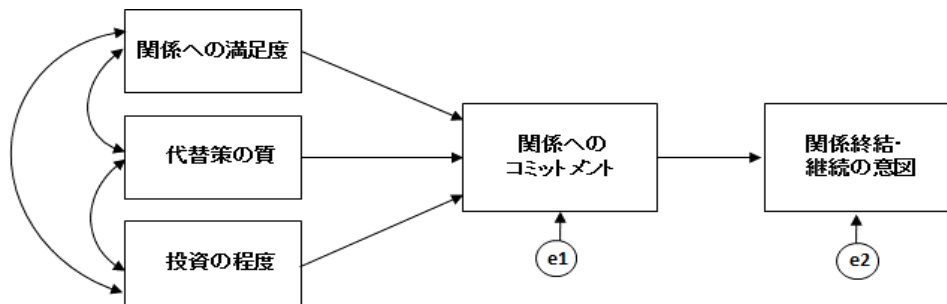 関係への満足度
代替策の質
投資の程度
関係への
コミットメント
関係終結・
継続の意図
e1
e2